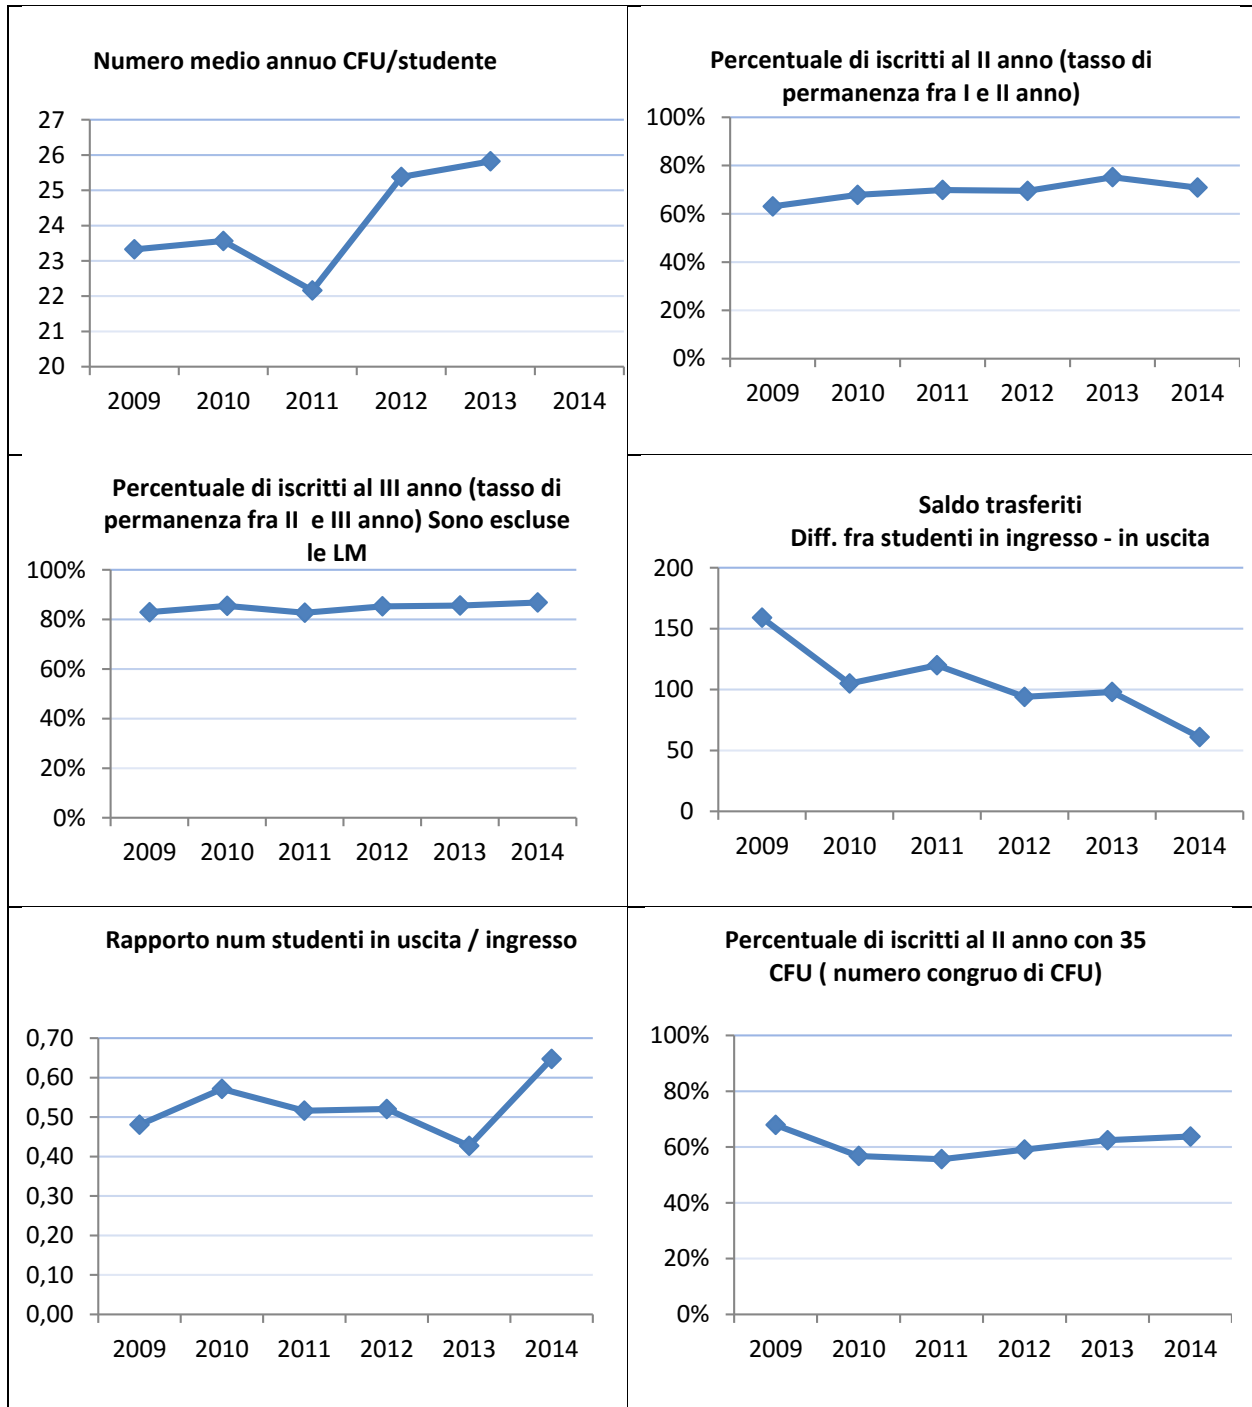 Numero medio annuo CFU/studente
27
26
25
24
23
22
21
20
2009 2010 2011 2012 2013 2014
Percentuale di iscritti al II anno (tasso di
permanenza fra I e II anno)
100%
80%
60%
40%
20%
0%
2009 2010 2011 2012 2013 2014
Percentuale di iscritti al III anno (tasso di
permanenza fra II e III anno) Sono escluse
le LM
100%
80%
60%
40%
20%
0%
2009 2010 2011 2012 2013 2014
Saldo trasferiti
Diff. fra studenti in ingresso - in uscita
200
150
100
50
0
2009 2010 2011 2012 2013 2014
Rapporto num studenti in uscita / ingresso
0,70
0,60
0,50
0,40
0,30
0,20
0,10
0,00
2009 2010 2011 2012 2013 2014
Percentuale di iscritti al II anno con 35
CFU ( numero congruo di CFU)
100%
80%
60%
40%
20%
0%
2009 2010 2011 2012 2013 2014